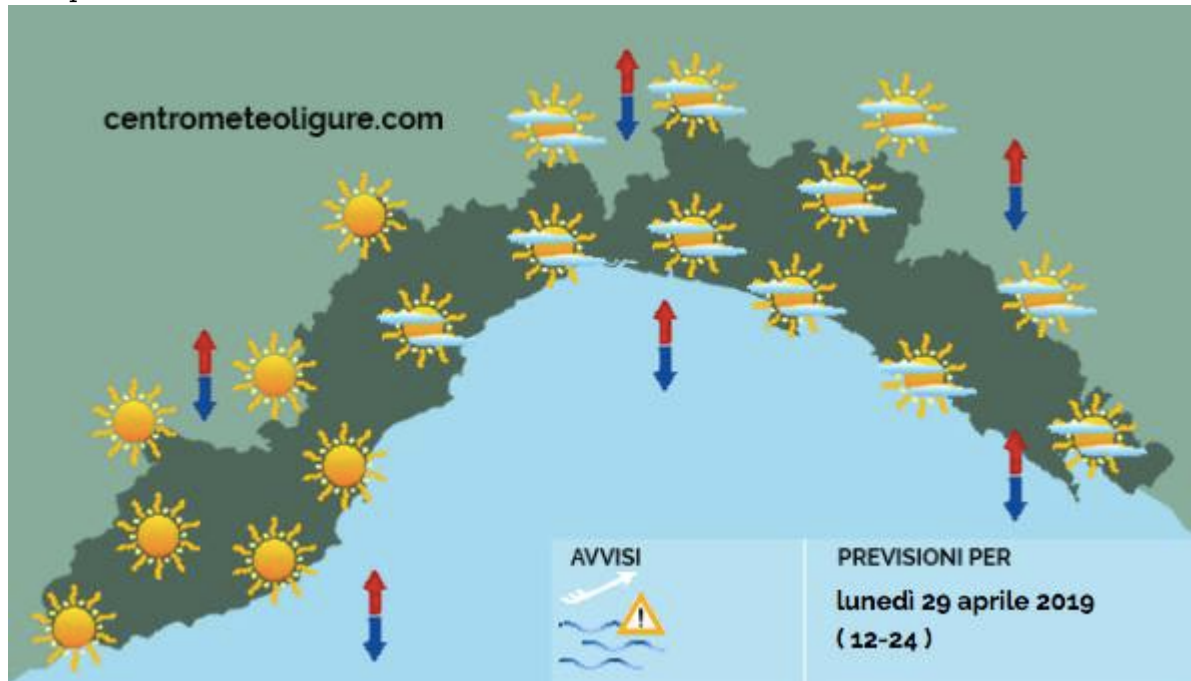 centrometeoligure.com
AVVISI
PREVISIONI PER
lunedì 29 aprile 2019
( 12-24 )